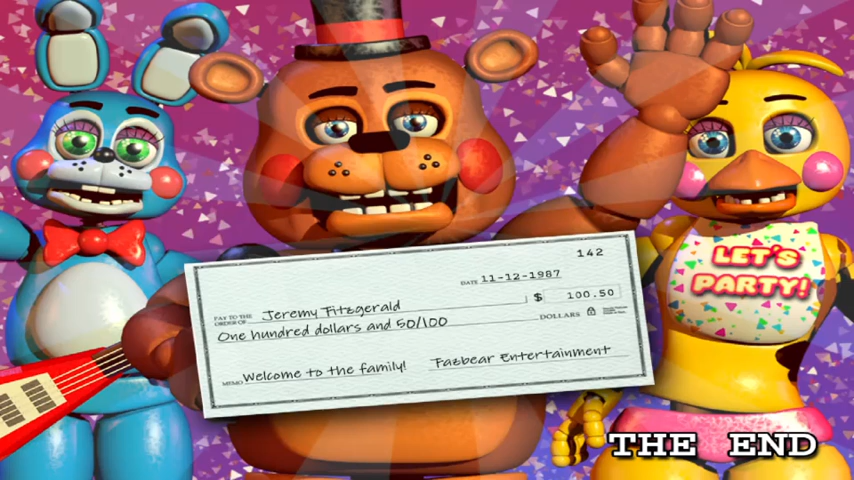 142
DATE 11-12-1987
PAY TO THE
ORDER OF Jeremy Fitzgerald $ 100.50
One hundred dollars and 50/100 DOLLARS
MEMO Welcome to the family! Fazbear Entertainment
LET'S
PARTY!
THE END